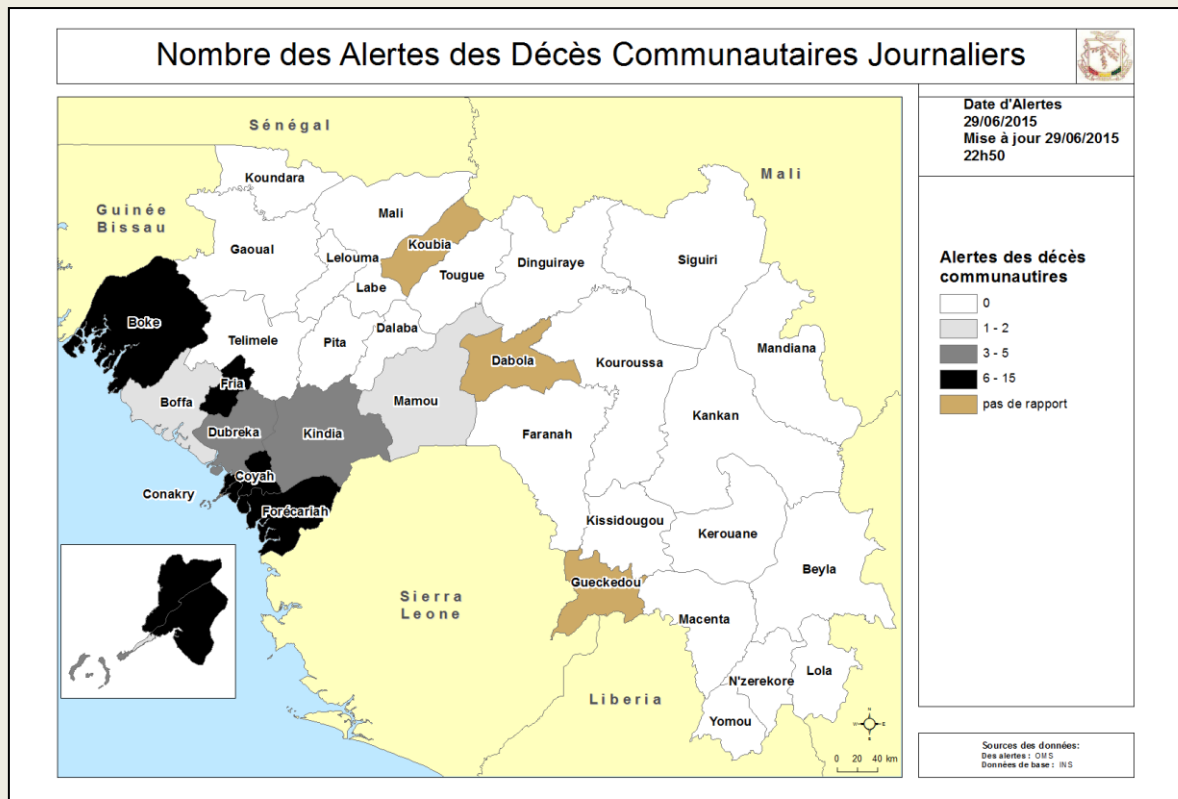 Nombre des Alertes des Décès Communautaires Journaliers
Date d'Alertes
29/06/2015
Mise à jour 29/06/2015
22h50
Alertes des décès
communautires
0
1 - 2
3 - 5
6 - 15
pas de rapport
Sénégal
Mali
Guinée
Bissau
Koundara
Mali
Koubia
Gaoual
Lelouma
Labe
Tougue
Dinguiraye
Siguiri
Boke
Telimele
Pita
Dalaba
Dabola
Kouroussa
Mandiana
Fria
Boffa
Mamou
Kankan
Dubreka
Kindia
Faranah
Coyah
Conakry
Forécariah
Kissidougou
Kerouane
Beyla
Gueckedou
Sierra
Leone
Macenta
N'zerekore
Lola
Liberia
Yomou
0 20 40 km
Sources des données:
Des alertes : OMS
Données de base : INS